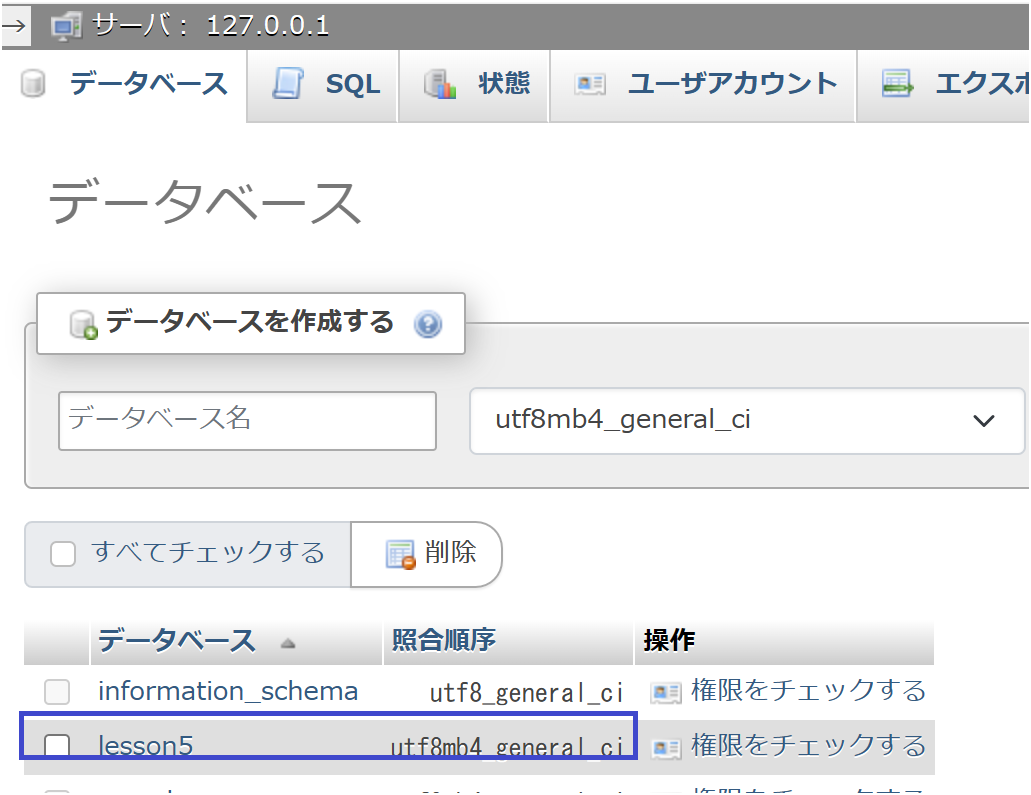 サーバ： 127.0.0.1
データベース SQL 状態 ユーザアカウント エクスポ
データベース
データベースを作成する
データベース名 utf8mb4_general_ci
すべてチェックする 削除
データベース 照合順序 操作
information_schema utf8_general_ci 権限をチェックする
lesson5 utf8mb4_general_ci 権限をチェックする